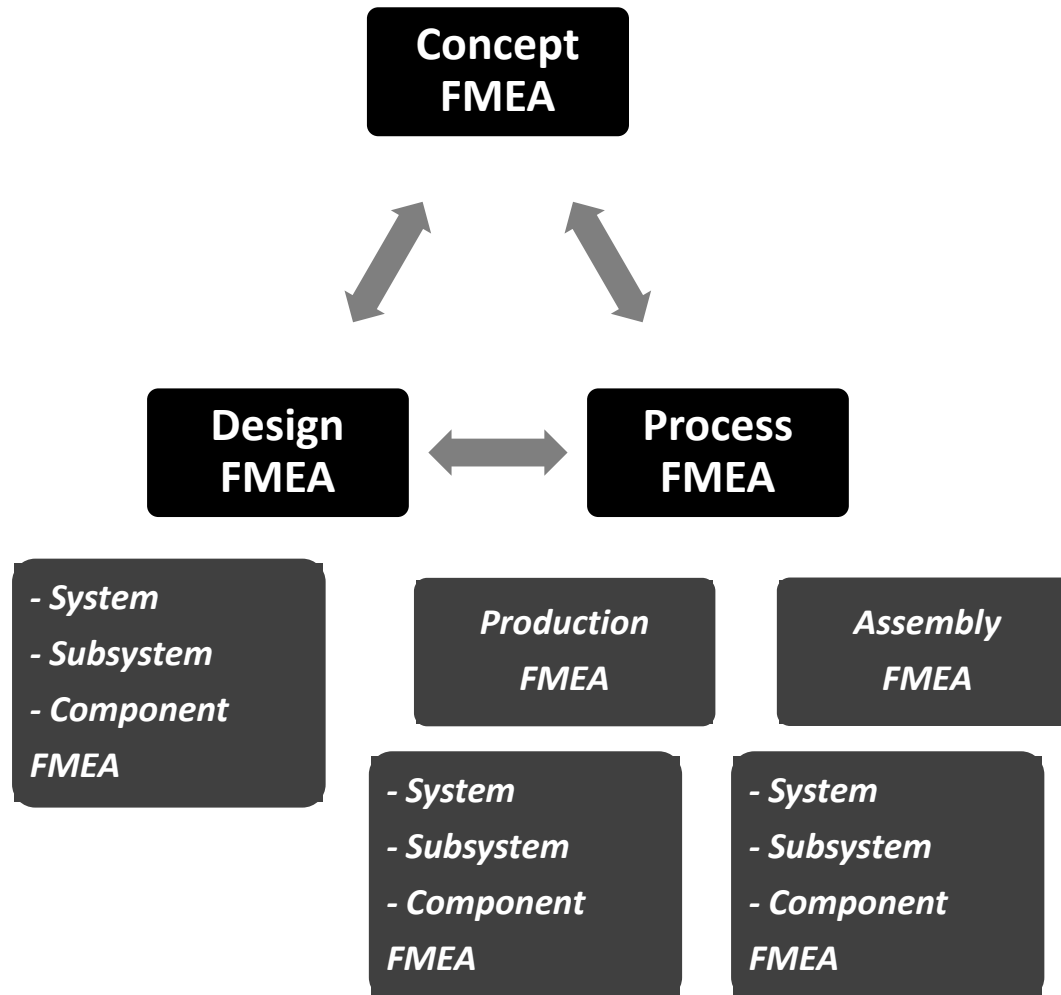 Concept
FMEA
Design
FMEA
Process
FMEA
- System
- Subsystem
- Component
FMEA
Production
FMEA
Assembly
FMEA
- System
- Subsystem
- Component
FMEA
- System
- Subsystem
- Component
FMEA